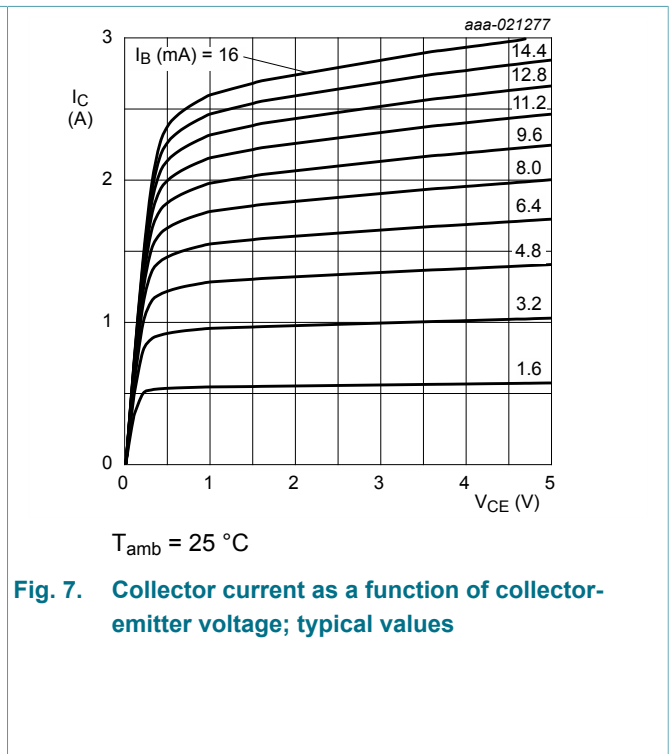 aaa-021277
3
I_B (mA) = 16
14.4
12.8
I_C
(A)
11.2
9.6
2
8.0
6.4
4.8
1
3.2
1.6
0
0 1 2 3 4 5
V_CE (V)
T_amb = 25 °C
Fig. 7. Collector current as a function of collector-
emitter voltage; typical values